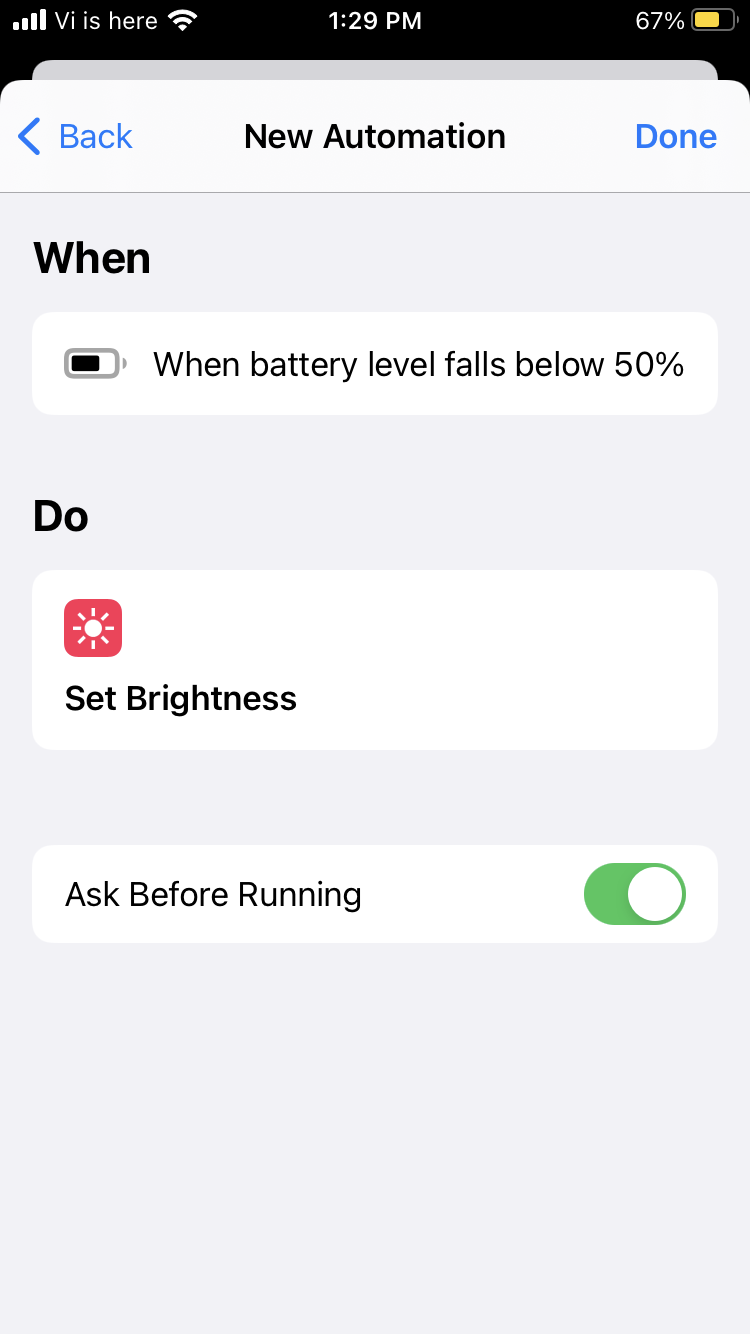 Vi is here 1:29 PM 67%
Back New Automation Done
When
When battery level falls below 50%
Do
Set Brightness
Ask Before Running